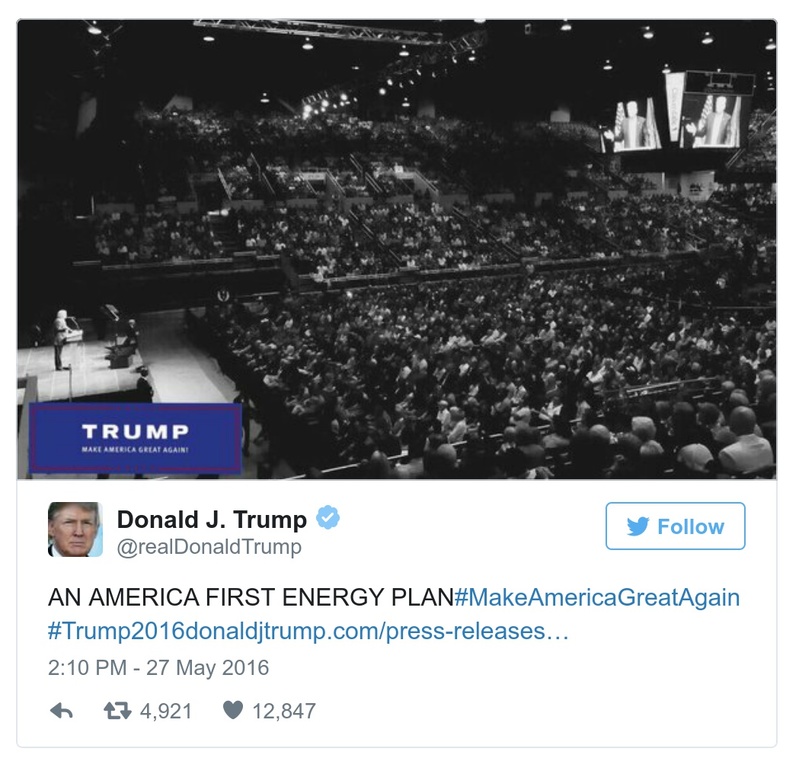 TRUMP
MAKE AMERICA GREAT AGAIN!
Donald J. Trump
@realDonaldTrump
Follow
AN AMERICA FIRST ENERGY PLAN#MakeAmericaGreatAgain
#Trump2016donaldjtrump.com/press-releases…
2:10 PM - 27 May 2016
4,921 12,847